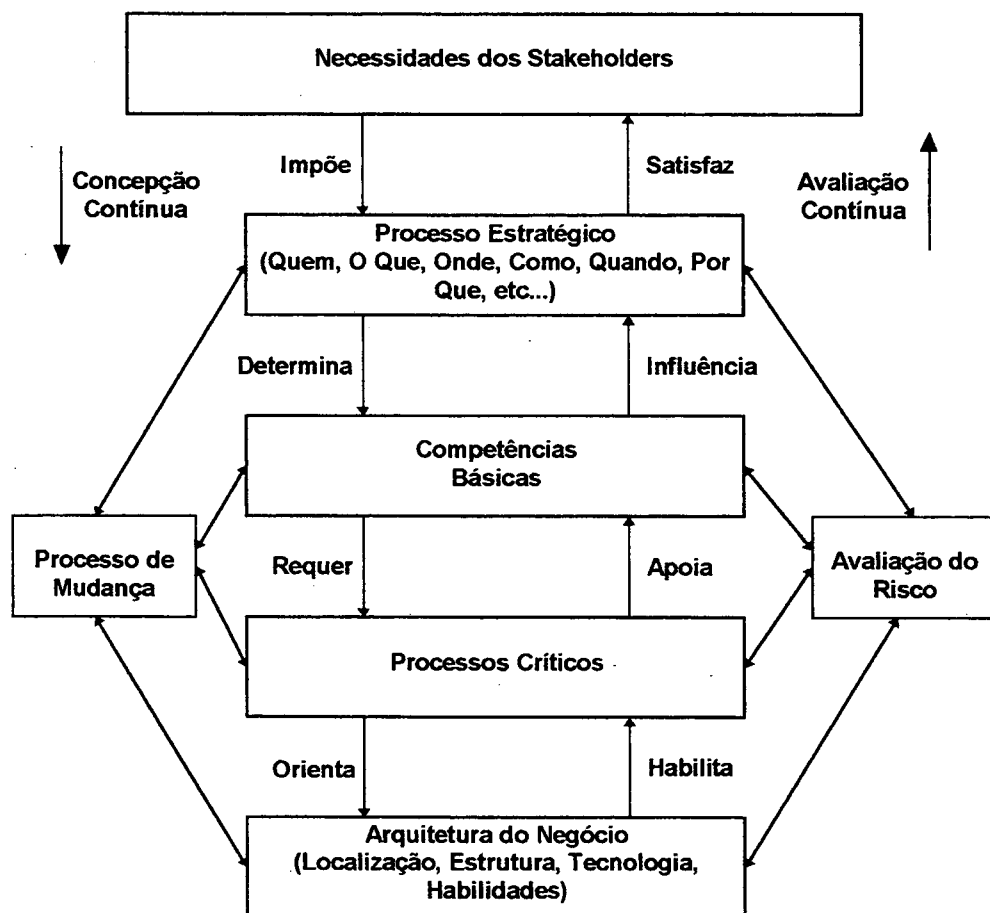 Necessidades dos Stakeholders
Impõe
Satisfaz
Concepção
Contínua
Avaliação
Contínua
Processo Estratégico
(Quem, O Que, Onde, Como, Quando, Por
Que, etc...)
Determina
Influência
Competências
Básicas
Processo de
Mudança
Requer
Apoia
Avaliação do
Risco
Processos Críticos
Orienta
Habilita
Arquitetura do Negócio
(Localização, Estrutura, Tecnologia,
Habilidades)